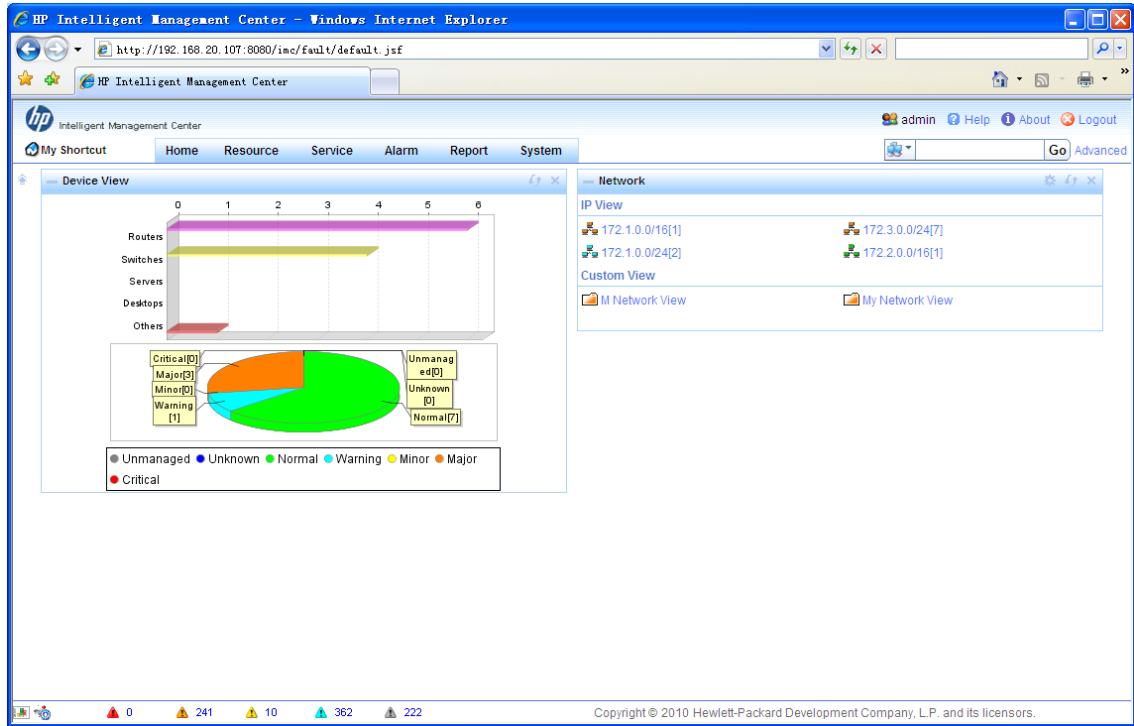 HP Intelligent Management Center - Windows Internet Explorer
http://192.168.20.107:8080/imc/fault/default.jsf
HP Intelligent Management Center
hp Intelligent Management Center
admin Help About Logout
My Shortcut Home Resource Service Alarm Report System Go Advanced
Device View
0 1 2 3 4 5 6
Routers
Switches
Servers
Desktops
Others
Critical[0]
Major[3]
Minor[0]
Warning
[1]
Unmanag
ed[0]
Unknown
[0]
Normal[7]
Unmanaged Unknown Normal Warning Minor Major
Critical
Network
IP View
172.1.0.0/16[1] 172.3.0.0/24[7]
172.1.0.0/24[2] 172.2.0.0/16[1]
Custom View
M Network View My Network View
0 241 10 362 222
Copyright © 2010 Hewlett-Packard Development Company, L.P. and its licensors.